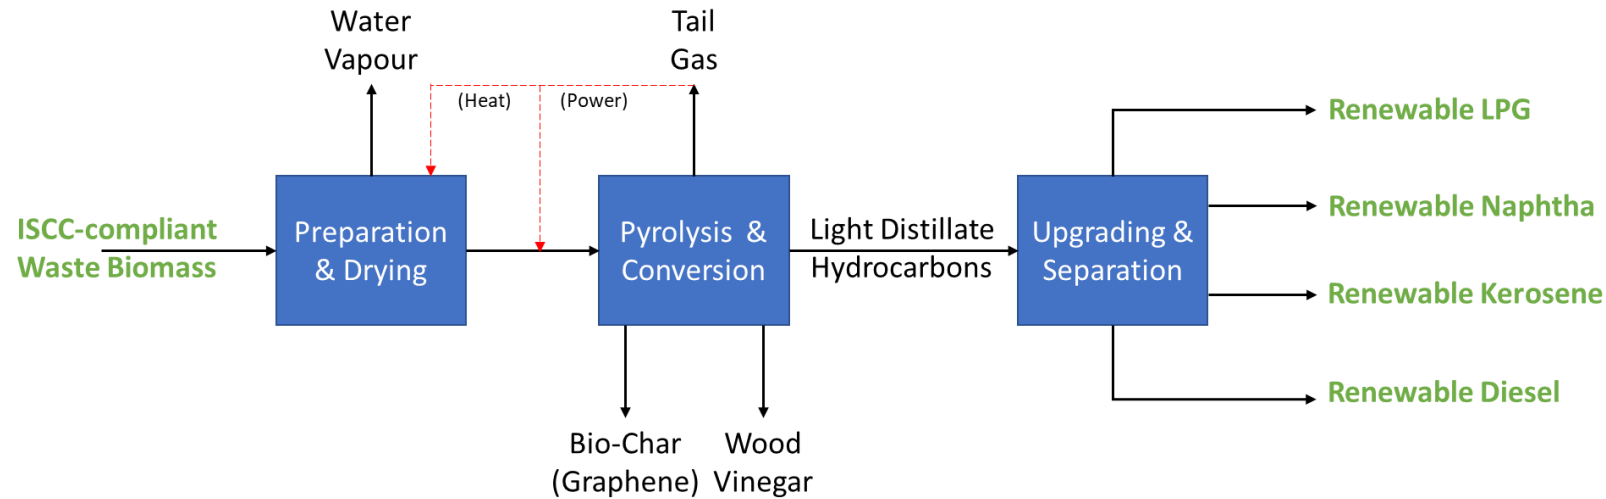 Water
Vapour
Tail
Gas
(Heat)
(Power)
ISCC-compliant
Waste Biomass
Preparation
& Drying
Pyrolysis &
Conversion
Light Distillate
Hydrocarbons
Upgrading &
Separation
Renewable LPG
Renewable Naphtha
Renewable Kerosene
Renewable Diesel
Bio-Char
(Graphene)
Wood
Vinegar